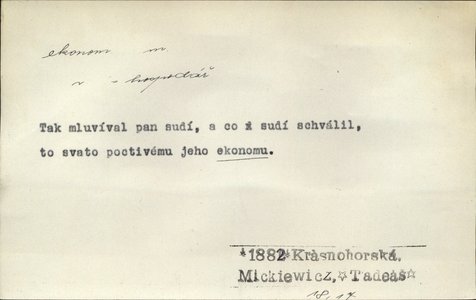 ekonom m.
v. = hospodář
Tak mluvíval pan sudí, a co i sudí schválil,
to svato poctivému jeho ekonomu.
*1882*Krásnohorská,
Mickiewicz,*Tadeáš*